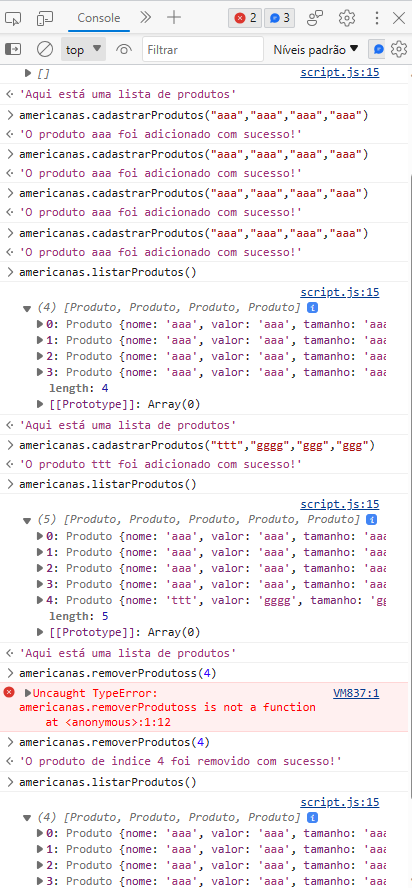 Console
2
3
top
Filtrar
Níveis padrão
[] script.js:15
'Aqui está uma lista de produtos'
americanas.cadastrarProdutos("aaa","aaa","aaa","aaa")
'O produto aaa foi adicionado com sucesso!'
americanas.cadastrarProdutos("aaa","aaa","aaa","aaa")
'O produto aaa foi adicionado com sucesso!'
americanas.cadastrarProdutos("aaa","aaa","aaa","aaa")
'O produto aaa foi adicionado com sucesso!'
americanas.cadastrarProdutos("aaa","aaa","aaa","aaa")
'O produto aaa foi adicionado com sucesso!'
americanas.listarProdutos()
script.js:15
(4) [Produto, Produto, Produto, Produto]
0: Produto {nome: 'aaa', valor: 'aaa', tamanho: 'aaa
1: Produto {nome: 'aaa', valor: 'aaa', tamanho: 'aaa
2: Produto {nome: 'aaa', valor: 'aaa', tamanho: 'aaa
3: Produto {nome: 'aaa', valor: 'aaa', tamanho: 'aaa
length: 4
[[Prototype]]: Array(0)
'Aqui está uma lista de produtos'
americanas.cadastrarProdutos("ttt","gggg","ggg","ggg")
'O produto ttt foi adicionado com sucesso!'
americanas.listarProdutos()
script.js:15
(5) [Produto, Produto, Produto, Produto, Produto]
0: Produto {nome: 'aaa', valor: 'aaa', tamanho: 'aaa
1: Produto {nome: 'aaa', valor: 'aaa', tamanho: 'aaa
2: Produto {nome: 'aaa', valor: 'aaa', tamanho: 'aaa
3: Produto {nome: 'aaa', valor: 'aaa', tamanho: 'aaa
4: Produto {nome: 'ttt', valor: 'gggg', tamanho: 'gg
length: 5
[[Prototype]]: Array(0)
'Aqui está uma lista de produtos'
americanas.removerProdutoss(4)
Uncaught TypeError: VM837:1
americanas.removerProdutoss is not a function
at <anonymous>:1:12
americanas.removerProdutos(4)
'O produto de indice 4 foi removido com sucesso!'
americanas.listarProdutos()
script.js:15
(4) [Produto, Produto, Produto, Produto]
0: Produto {nome: 'aaa', valor: 'aaa', tamanho: 'aaa
1: Produto {nome: 'aaa', valor: 'aaa', tamanho: 'aaa
2: Produto {nome: 'aaa', valor: 'aaa', tamanho: 'aaa
3: Produto {nome: 'aaa', valor: 'aaa', tamanho: 'aaa